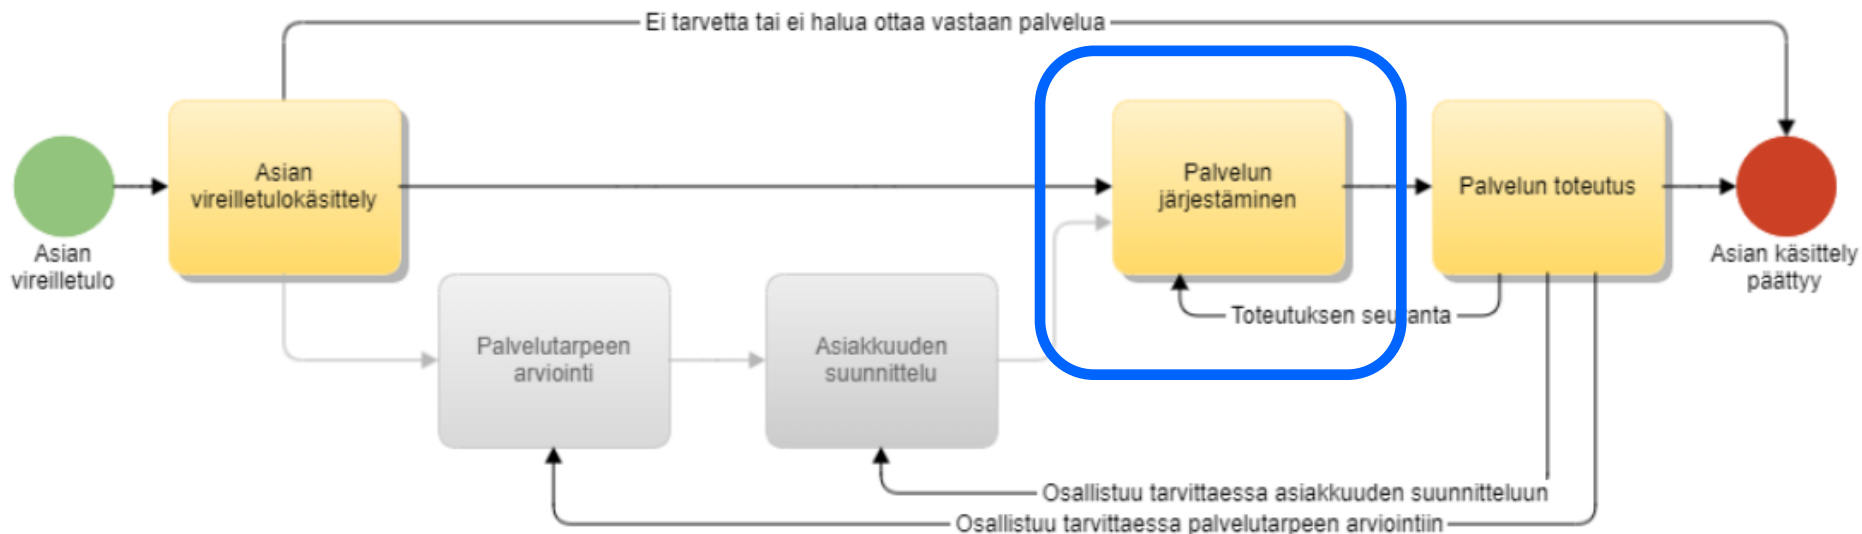 Ei tarvetta tai ei halua ottaa vastaan palvelua
Asian
vireilletulokäsittely
Palvelun
järjestäminen
Palvelun toteutus
Asian
vireilletulo
Asian käsittely
päättyy
Toteutuksen seuranta
Palvelutarpeen
arviointi
Asiakkuuden
suunnittelu
Osallistuu tarvittaessa asiakkuuden suunnitteluun
Osallistuu tarvittaessa palvelutarpeen arviointiin